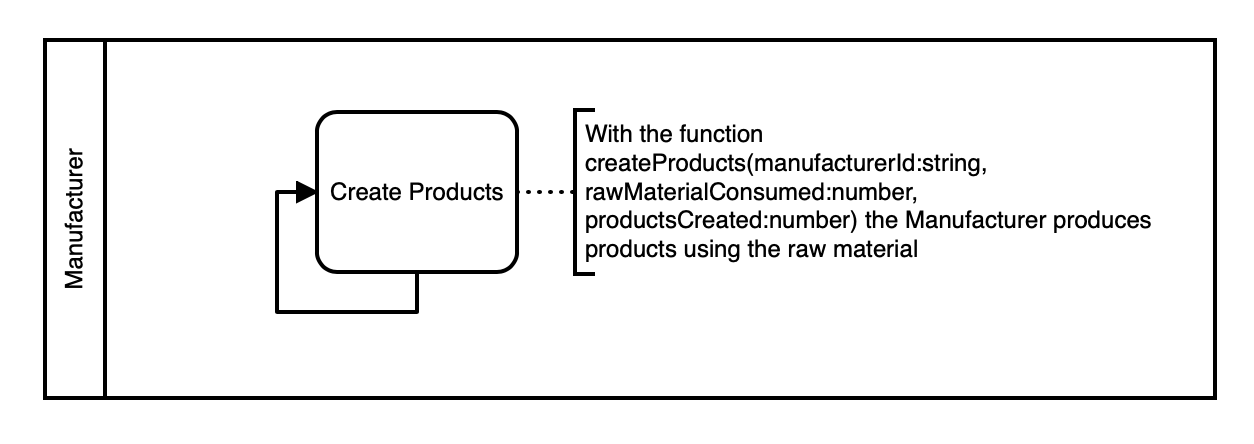 Manufacturer
Create Products
With the function
createProducts(manufacturerId:string,
rawMaterialConsumed:number,
productsCreated:number) the Manufacturer produces
products using the raw material